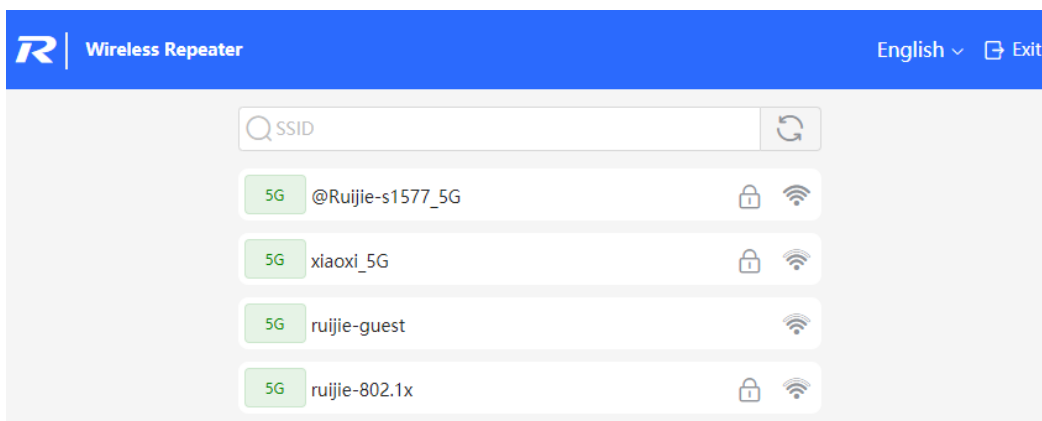 R Wireless Repeater English Exit
SSID
5G @Ruijie-s1577_5G
5G xiaoxi_5G
5G ruijie-guest
5G ruijie-802.1x